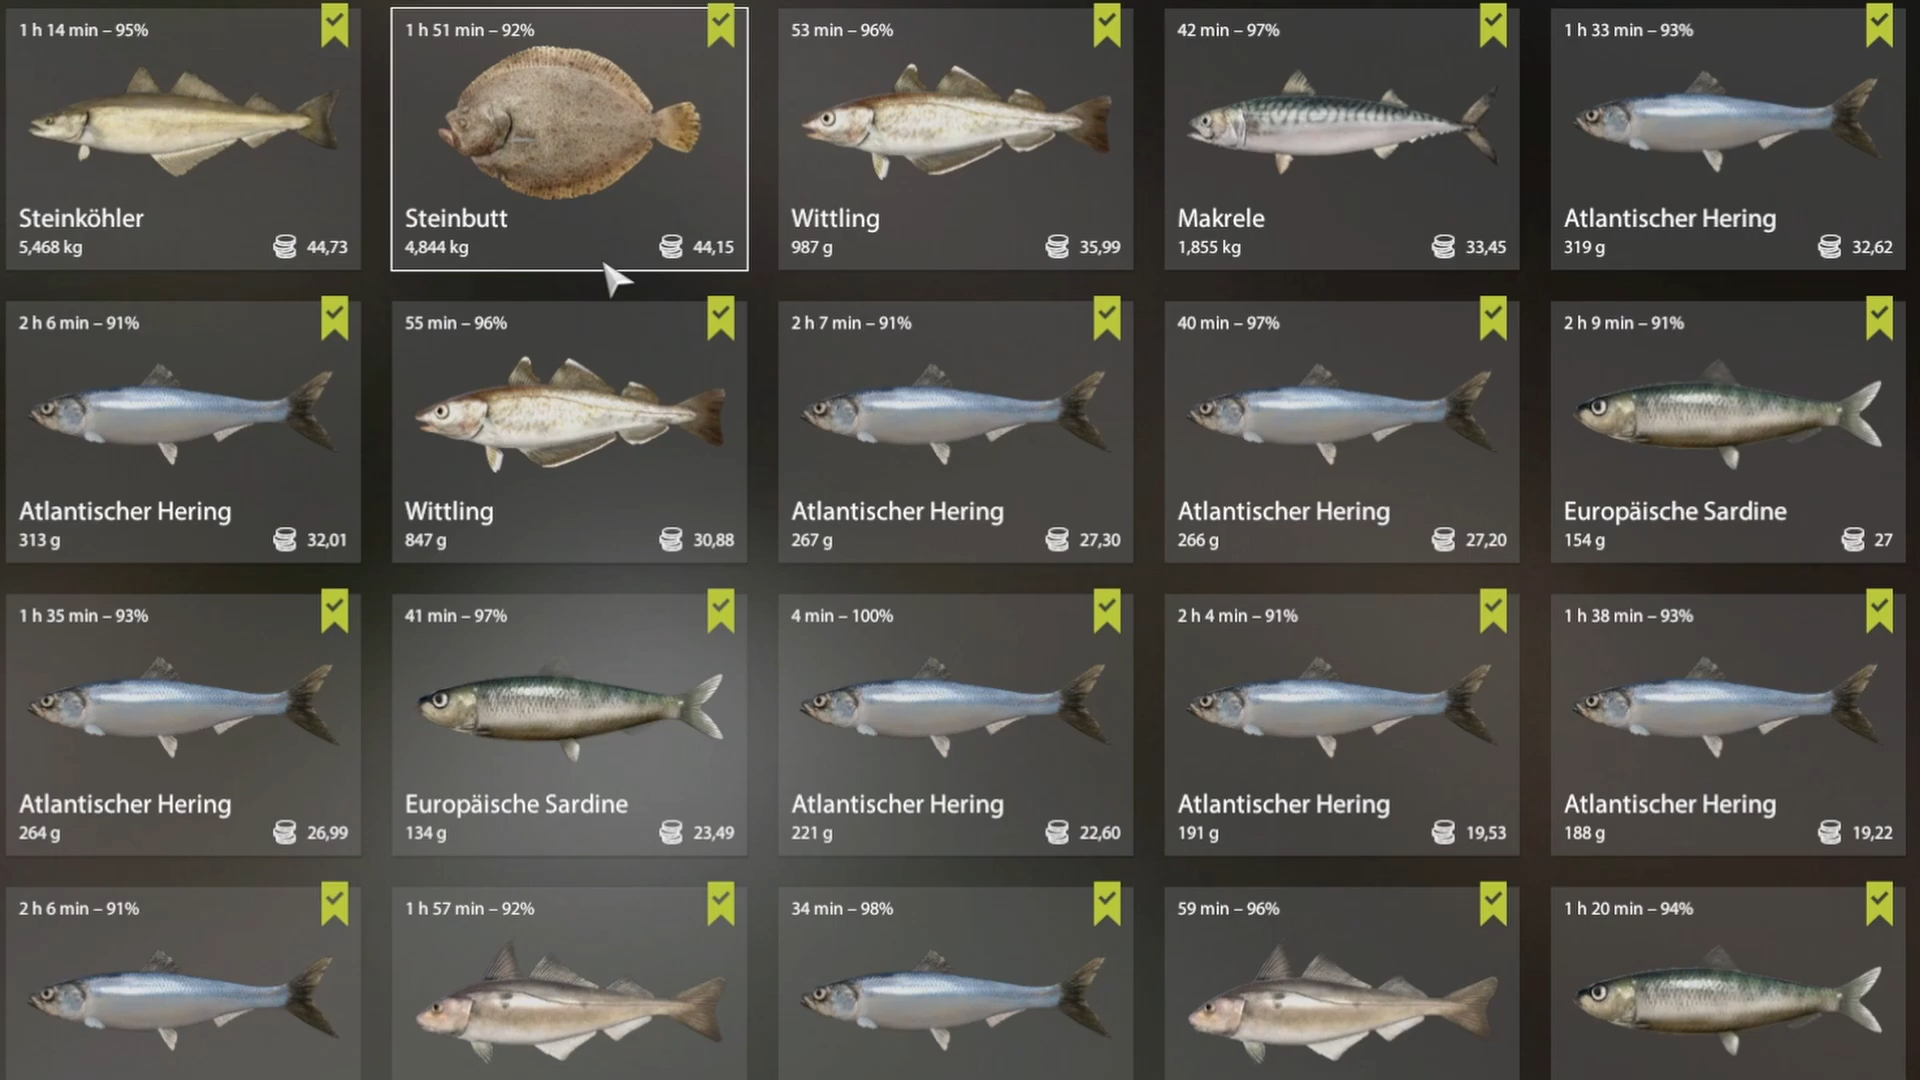 1 h 14 min – 95%
Steinköhler
5,468 kg
44,73
1 h 51 min – 92%
Steinbutt
4,844 kg
44,15
53 min – 96%
Wittling
987 g
35,99
42 min – 97%
Makrele
1,855 kg
33,45
1 h 33 min – 93%
Atlantischer Hering
319 g
32,62
2 h 6 min – 91%
Atlantischer Hering
313 g
32,01
55 min – 96%
Wittling
847 g
30,88
2 h 7 min – 91%
Atlantischer Hering
267 g
27,30
40 min – 97%
Atlantischer Hering
266 g
27,20
2 h 9 min – 91%
Europäische Sardine
154 g
27
1 h 35 min – 93%
Atlantischer Hering
264 g
26,99
41 min – 97%
Europäische Sardine
134 g
23,49
4 min – 100%
Atlantischer Hering
221 g
22,60
2 h 4 min – 91%
Atlantischer Hering
191 g
19,53
1 h 38 min – 93%
Atlantischer Hering
188 g
19,22
2 h 6 min – 91%
1 h 57 min – 92%
34 min – 98%
59 min – 96%
1 h 20 min – 94%